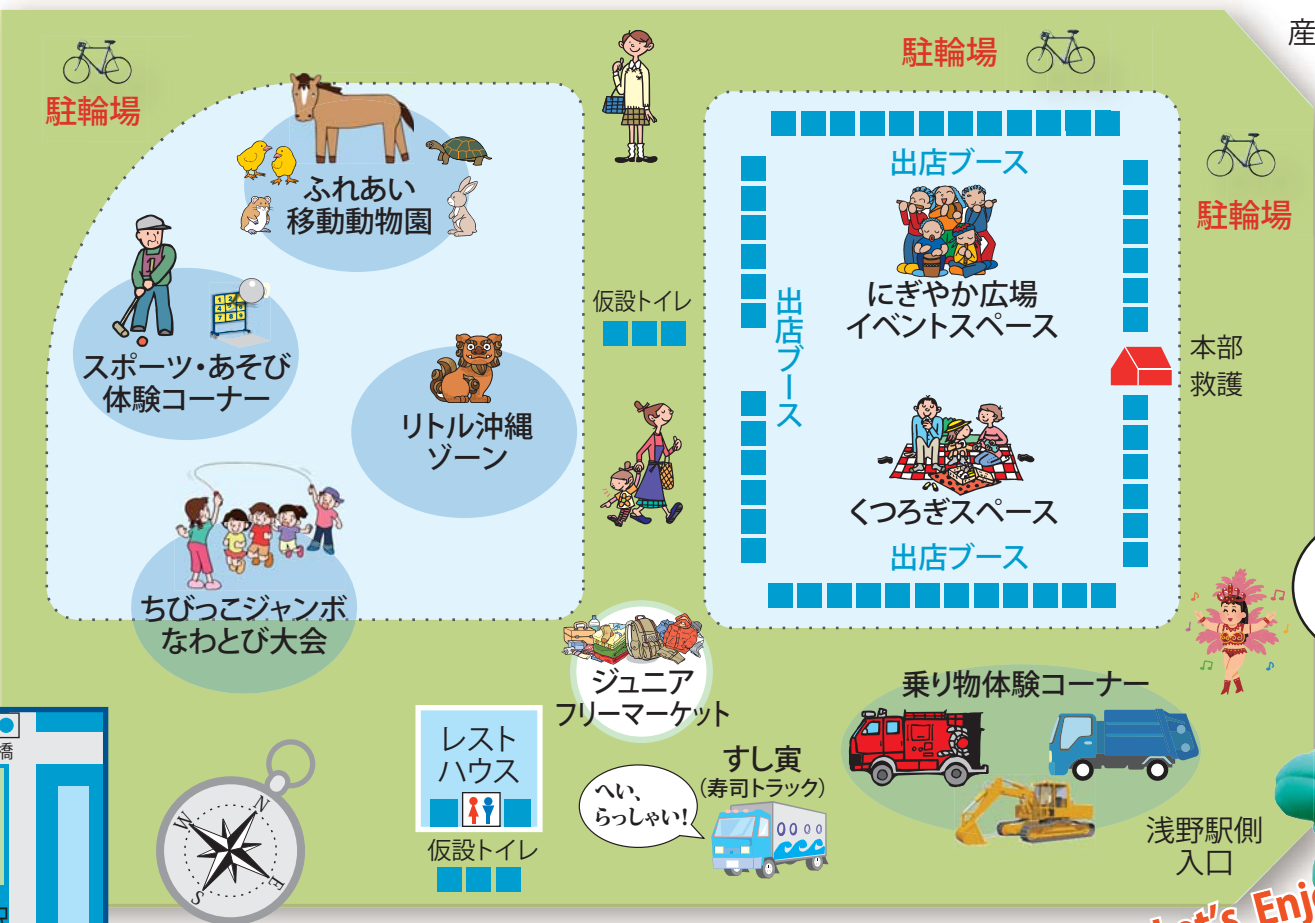 産
駐輪場
駐輪場
駐輪場
ふれあい
移動動物園
スポーツ・あそび
体験コーナー
1 2
4 5 6
7 8 9
リトル沖縄
ゾーン
ちびっこジャンボ
なわとび大会
仮設トイレ
出店ブース
出店ブース
にぎやか広場
イベントスペース
くつろぎスペース
出店ブース
本部
救護
ジュニア
フリーマーケット
レスト
ハウス
仮設トイレ
へい、
らっしゃい!
すし寅
(寿司トラック)
乗り物体験コーナー
浅野駅側
入口
橋
N
W
E
S
Let's Enj